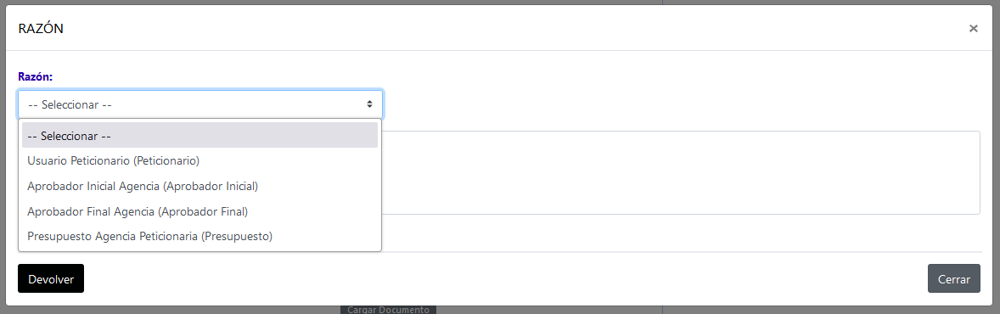 RAZÓN
×
Razón:
-- Seleccionar --
-- Seleccionar --
Usuario Peticionario (Peticionario)
Aprobador Inicial Agencia (Aprobador Inicial)
Aprobador Final Agencia (Aprobador Final)
Presupuesto Agencia Peticionaria (Presupuesto)
Devolver
Cerrar
Cargar Documento